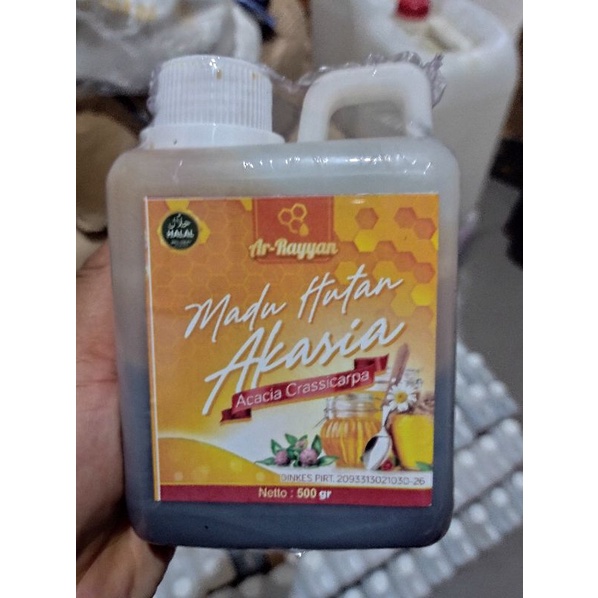 HALAL
Ar-Rayyan
Madu Hutan
Akasia
Acacia Crassicarpa
DINKES PIRT. 2093313021030-26
Netto : 500 gr